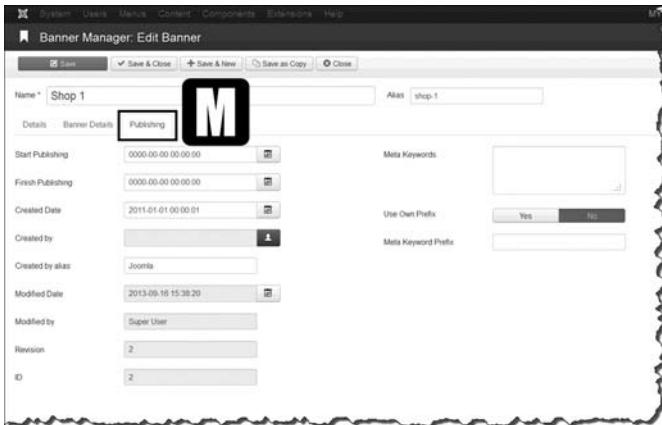 System Users Menus Content Components Extensions Help
Banner Manager: Edit Banner
Save Save & Close Save & New Save as Copy Close
Name * Shop 1 Alias shop-1
Details Banner Details Publishing M
Start Publishing 0000-00-00 00:00:00 Meta Keywords
Finish Publishing 0000-00-00 00:00:00
Created Date 2011-01-01 00:00:01 Use Own Prefix Yes No
Created by Meta Keyword Prefix
Created by alias Joomla
Modified Date 2013-09-16 15:38:20
Modified by Super User
Revision 2
ID 2